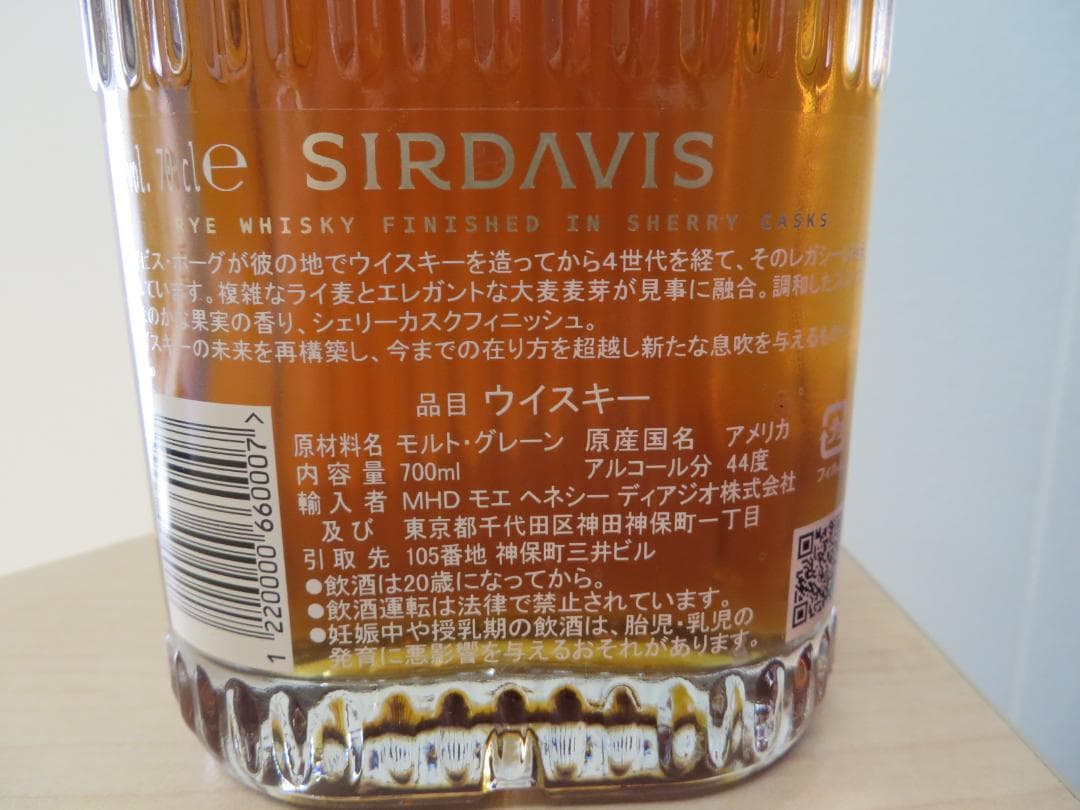 vol. 70 cl e SIRDAVIS
RYE WHISKY FINISHED IN SHERRY CASKS
ビス・ホーグが彼の地でウイスキーを造ってから4世代を経て、そのレガシー
ています。複雑なライ麦とエレガントな大麦麦芽が見事に融合。調和した
のかな果実の香り、シェリーカスクフィニッシュ。
スキーの未来を再構築し、今までの在り方を超越し新たな息吹を与えるもの
品目 ウイスキー
原材料名 モルト・グレーン 原産国名 アメリカ
内容量 700ml アルコール分 44度
輸入者 MHD モエ ヘネシー ディアジオ株式会社
及び 東京都千代田区神田神保町一丁目
引取先 105番地 神保町三井ビル
●飲酒は20歳になってから。
●飲酒運転は法律で禁止されています。
●妊娠中や授乳期の飲酒は、胎児・乳児の
発育に悪影響を与えるおそれがあります。
1 220000 660007 >